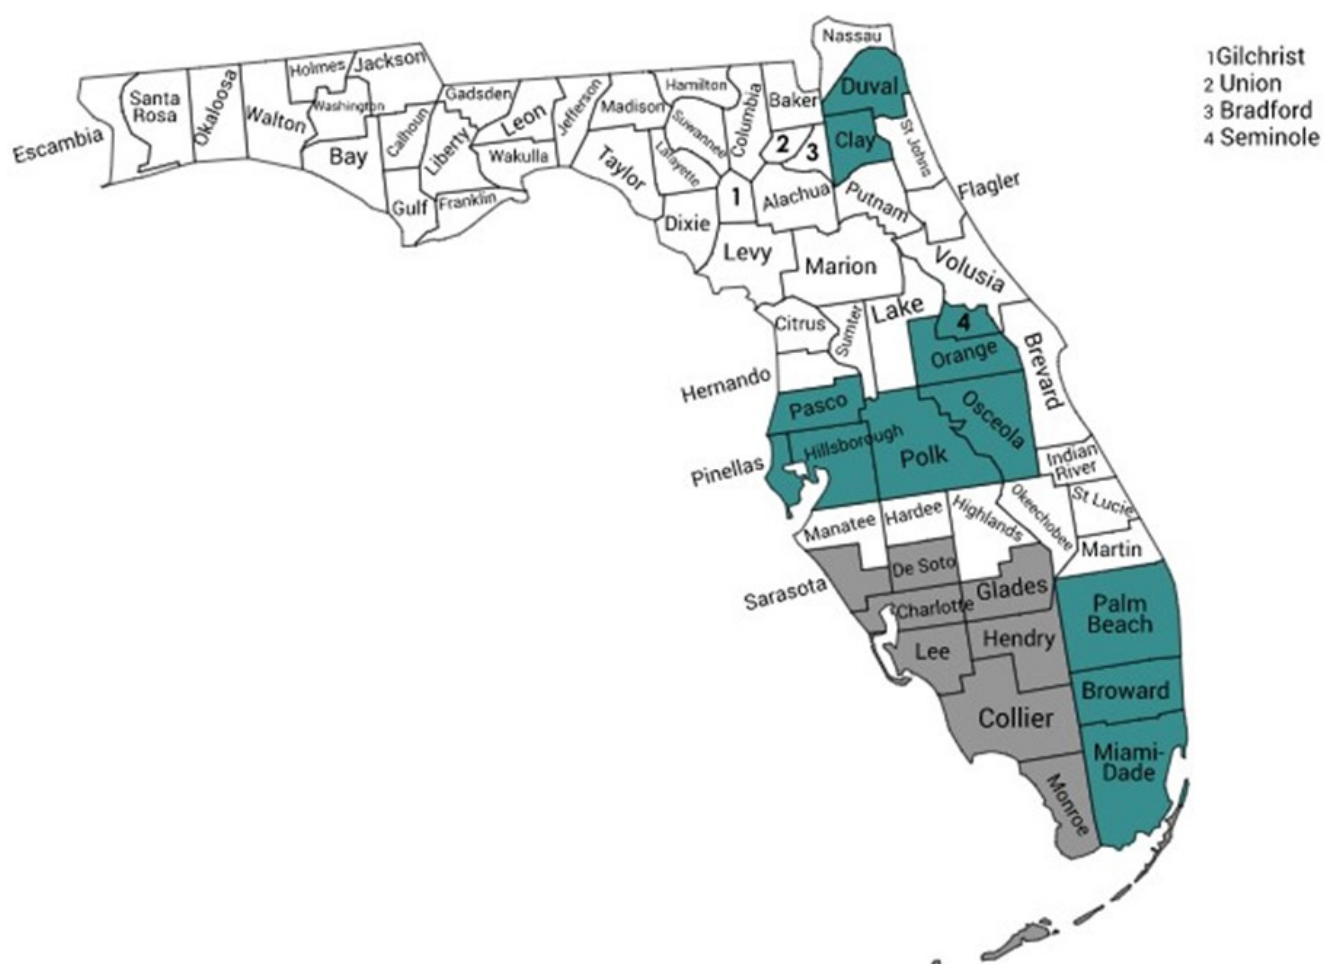 Nassau
1Gilchrist
2 Union
3 Bradford
4 Seminole
Escambia
Santa
Rosa
Okaloosa
Walton
Holmes
Jackson
Washington
Bay
Calhoun
Gulf
Gadsden
Liberty
Franklin
Leon
Wakulla
Jefferson
Madison
Taylor
Hamilton
Suwannee
Lafayette
Dixie
Columbia
1
Baker
2
3
Duval
Clay
St Johns
Alachua
Putnam
Flagler
Levy
Marion
Volusia
Citrus
Sumter
Lake
4
Orange
Brevard
Hernando
Pasco
Osceola
Pinellas
Hillsborough
Polk
Indian
River
Manatee
Hardee
Highlands
Okeechobee
St Lucie
Martin
Sarasota
De Soto
Charlotte
Glades
Palm
Beach
Lee
Hendry
Broward
Collier
Miami-
Dade
Monroe